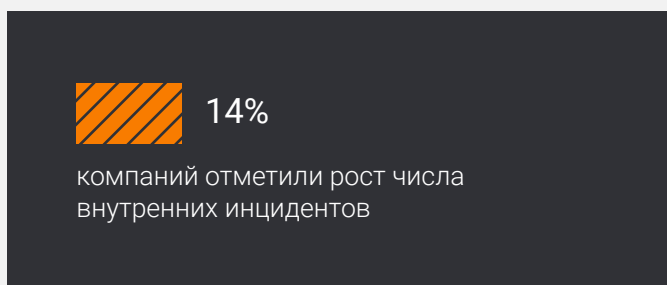 14%
компаний отметили рост числа
внутренних инцидентов